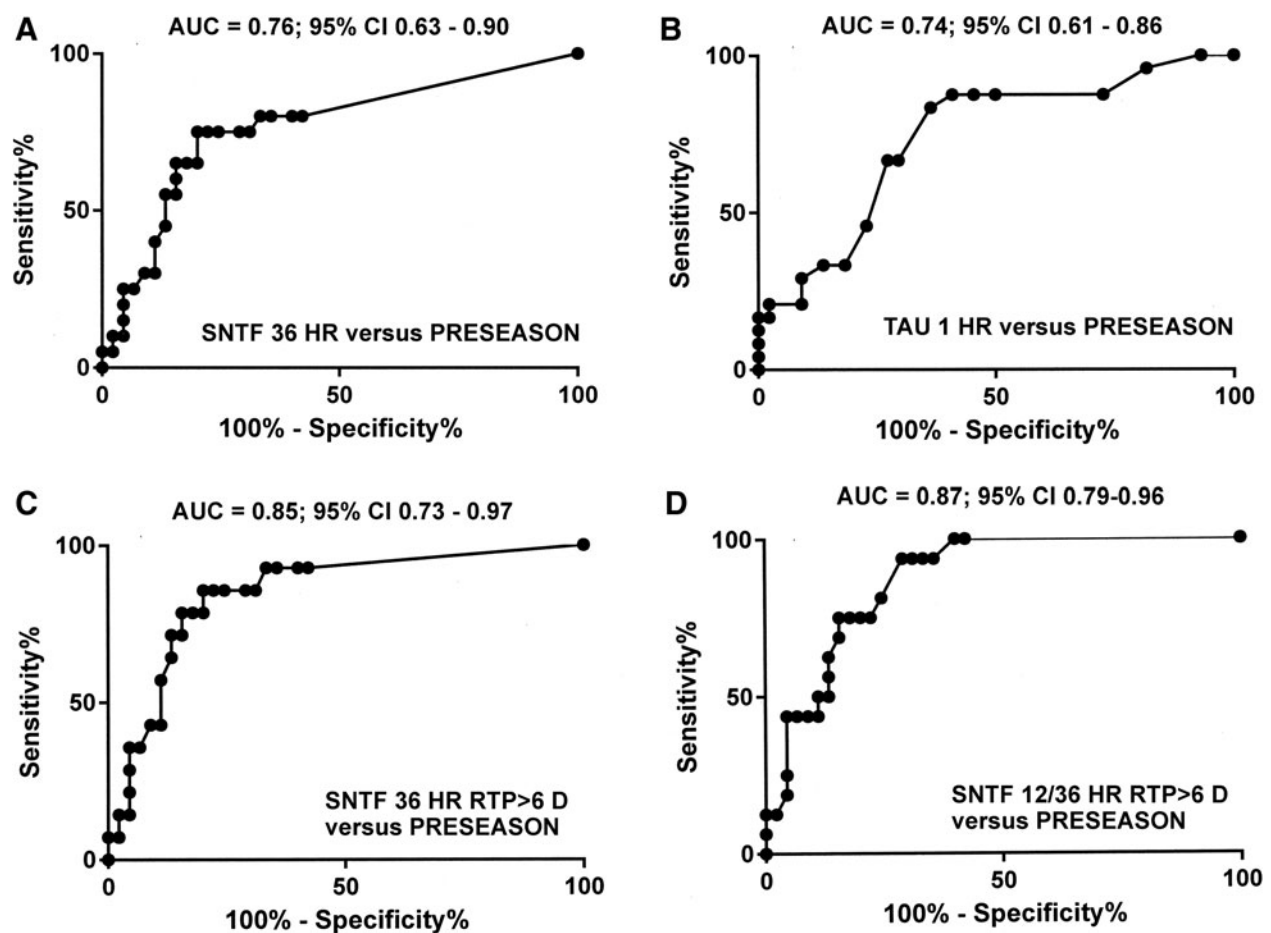 A
AUC = 0.76; 95% CI 0.63 - 0.90
100
50
0
Sensitivity%
SNTF 36 HR versus PRESEASON
0
50
100
100% - Specificity%
B
AUC = 0.74; 95% CI 0.61 - 0.86
100
50
0
Sensitivity%
TAU 1 HR versus PRESEASON
0
50
100
100% - Specificity%
C
AUC = 0.85; 95% CI 0.73 - 0.97
100
50
0
Sensitivity%
SNTF 36 HR RTP>6 D
versus PRESEASON
0
50
100
100% - Specificity%
D
AUC = 0.87; 95% CI 0.79-0.96
100
50
0
Sensitivity%
SNTF 12/36 HR RTP>6 D
versus PRESEASON
0
50
100
100% - Specificity%